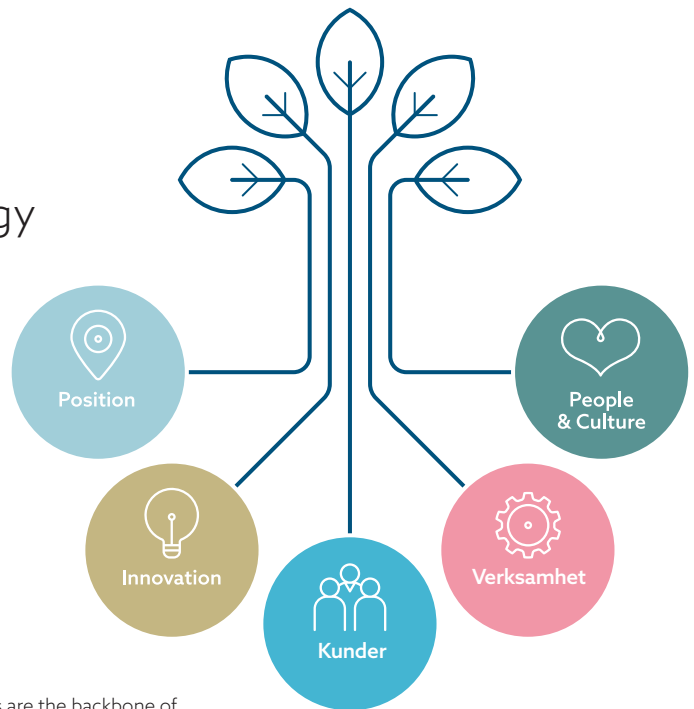 gy
Position
People
& Culture
Innovation
Verksamhet
Kunder
s are the backbone of